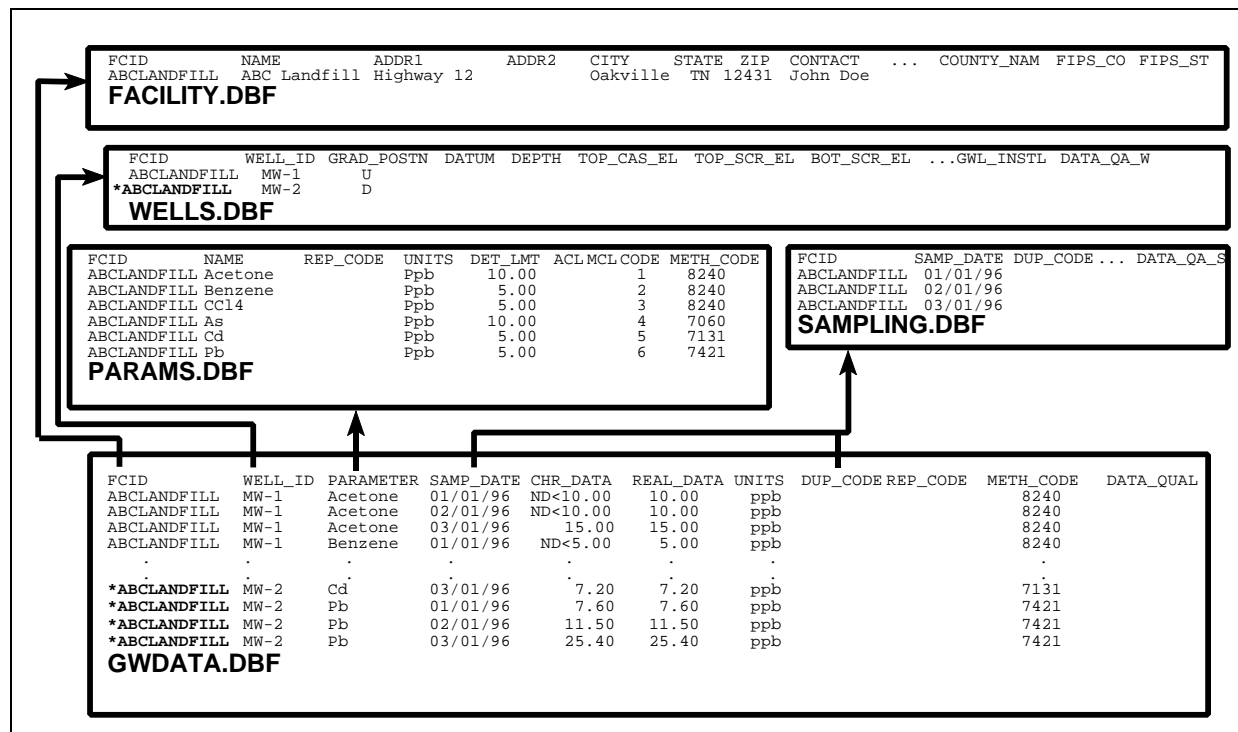 FCID NAME ADDR1 ADDR2 CITY STATE ZIP CONTACT ... COUNTY_NAM FIPS_CO FIPS_ST
ABCLANDFILL ABC Landfill Highway 12 Oakville TN 12431 John Doe
FACILITY.DBF
FCID WELL_ID GRAD_POSTN DATUM DEPTH TOP_CAS_EL TOP_SCR_EL BOT_SCR_EL ...GWL_INSTL DATA_QA_W
ABCLANDFILL MW-1 U
*ABCLANDFILL MW-2 D
WELLS.DBF
FCID NAME REP_CODE UNITS DET_LMT ACL MCL CODE METH_CODE
ABCLANDFILL Acetone Ppb 10.00 1 8240
ABCLANDFILL Benzene Ppb 5.00 2 8240
ABCLANDFILL CCl4 Ppb 5.00 3 8240
ABCLANDFILL As Ppb 10.00 4 7060
ABCLANDFILL Cd Ppb 5.00 5 7131
ABCLANDFILL Pb Ppb 5.00 6 7421
PARAMS.DBF
FCID SAMP_DATE DUP_CODE ... DATA_QA_S
ABCLANDFILL 01/01/96
ABCLANDFILL 02/01/96
ABCLANDFILL 03/01/96
SAMPLING.DBF
FCID WELL_ID PARAMETER SAMP_DATE CHR_DATA REAL_DATA UNITS DUP_CODE REP_CODE METH_CODE DATA_QUAL
ABCLANDFILL MW-1 Acetone 01/01/96 ND<10.00 10.00 ppb 8240
ABCLANDFILL MW-1 Acetone 02/01/96 ND<10.00 10.00 ppb 8240
ABCLANDFILL MW-1 Acetone 03/01/96 15.00 15.00 ppb 8240
ABCLANDFILL MW-1 Benzene 01/01/96 ND<5.00 5.00 ppb 8240
. . . . . . . .
. . . . . . . .
*ABCLANDFILL MW-2 Cd 03/01/96 7.20 7.20 ppb 7131
*ABCLANDFILL MW-2 Pb 01/01/96 7.60 7.60 ppb 7421
*ABCLANDFILL MW-2 Pb 02/01/96 11.50 11.50 ppb 7421
*ABCLANDFILL MW-2 Pb 03/01/96 25.40 25.40 ppb 7421
GWDATA.DBF